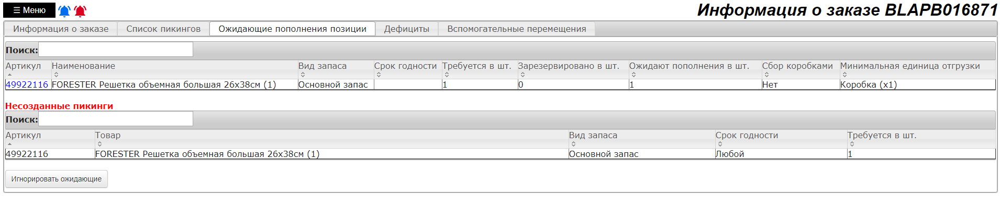 ☰ Меню
Информация о заказе BLAPB016871
Информация о заказе Список пикингов Ожидающие пополнения позиции Дефициты Вспомогательные перемещения
Поиск:
Артикул Наименование Вид запаса Срок годности Требуется в шт. Зарезервировано в шт. Ожидают пополнения в шт. Сбор коробками Минимальная единица отгрузки
49922116 FORESTER Решетка объемная большая 26х38см (1) Основной запас 1 0 1 Нет Коробка (x1)
Несозданные пикинги
Поиск:
Артикул Товар Вид запаса Срок годности Требуется в шт.
49922116 FORESTER Решетка объемная большая 26х38см (1) Основной запас Любой 1
Игнорировать ожидающие